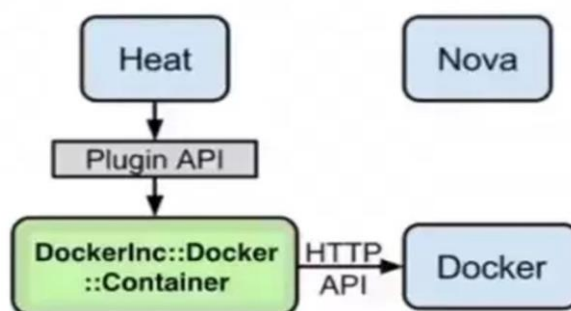 Heat
Nova
Plugin API
DockerInc::Docker
::Container
HTTP
API
Docker